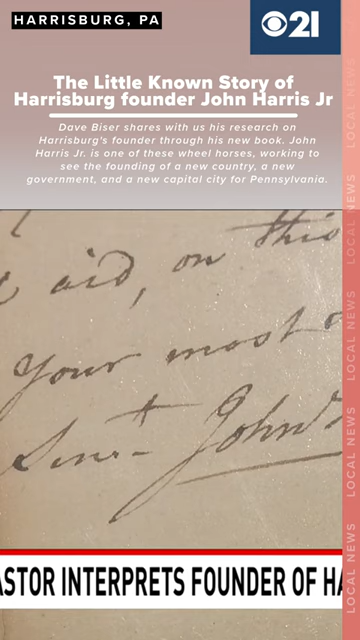 HARRISBURG, PA
21
The Little Known Story of
Harrisburg founder John Harris Jr
Dave Biser shares with us his research on
Harrisburg's founder through his new book. John
Harris Jr. is one of these wheel horses, working to
see the founding of a new country, a new
government, and a new capital city for Pennsylvania.
this
aid, on
your most
John
ASTOR INTERPRETS FOUNDER OF HA
LOCAL NEWS
LOCAL NEWS
LOCAL NEWS
LOCAL NEWS
LOCAL NEWS